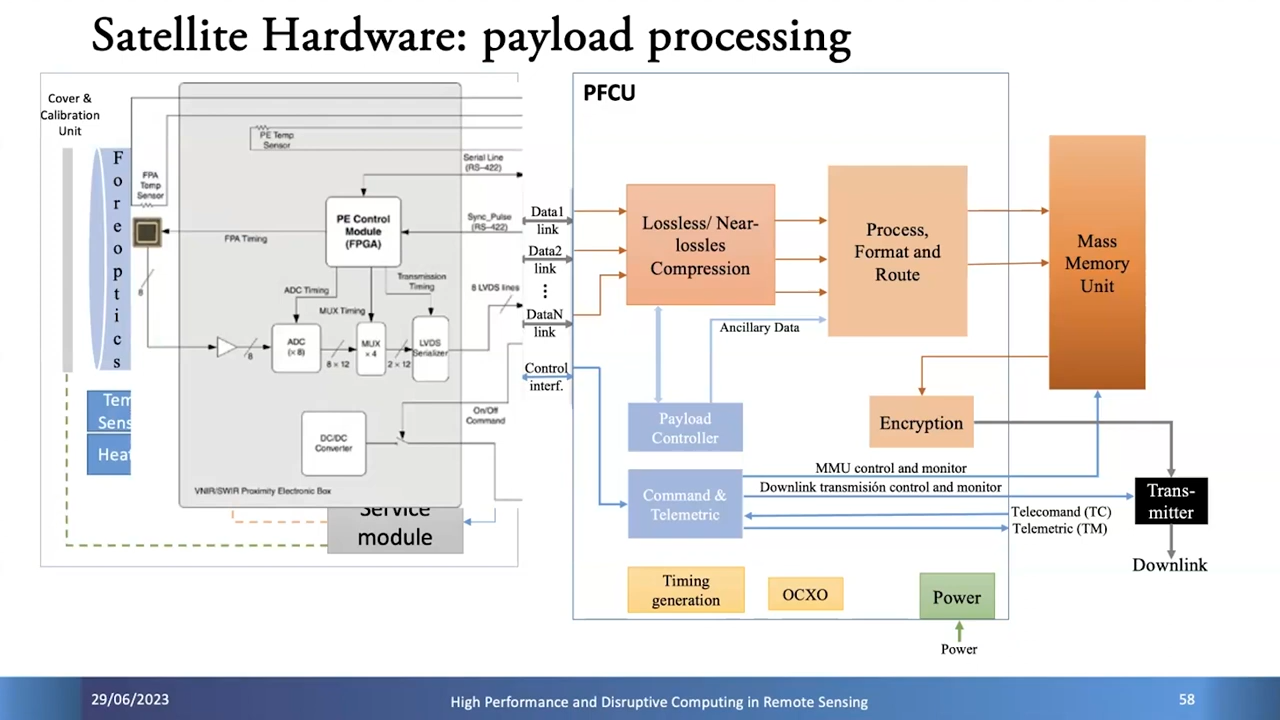 Satellite Hardware: payload processing
Cover &
Calibration
Unit
F
o
r
e
o
p
t
i
c
s
FPA
Temp
Sensor
PE Temp
Sensor
Serial Line
(RS-422)
PE Control
Module
(FPGA)
Sync_Pulse
(RS-422)
FPA Timing
8
ADC Timing
MUX Timing
Transmission
Timing
8 LVDS lines
8
ADC
(× 8)
8 × 12
MUX
× 4
2 × 12
LVDS
Serializer
On/Off
Command
DC/DC
Converter
VNIR/SWIR Proximity Electronic Box
Tem
Sens
Heat
Service
module
Data1
link
Data2
link
⋮
DataN
link
Control
interf.
PFCU
Lossless/ Near-
lossles
Compression
Process,
Format and
Route
Mass
Memory
Unit
Ancillary Data
Payload
Controller
Encryption
Command &
Telemetric
MMU control and monitor
Downlink transmisión control and monitor
Telecomand (TC)
Telemetric (TM)
Trans-
mitter
Downlink
Timing
generation
OCXO
Power
Power
29/06/2023
High Performance and Disruptive Computing in Remote Sensing
58